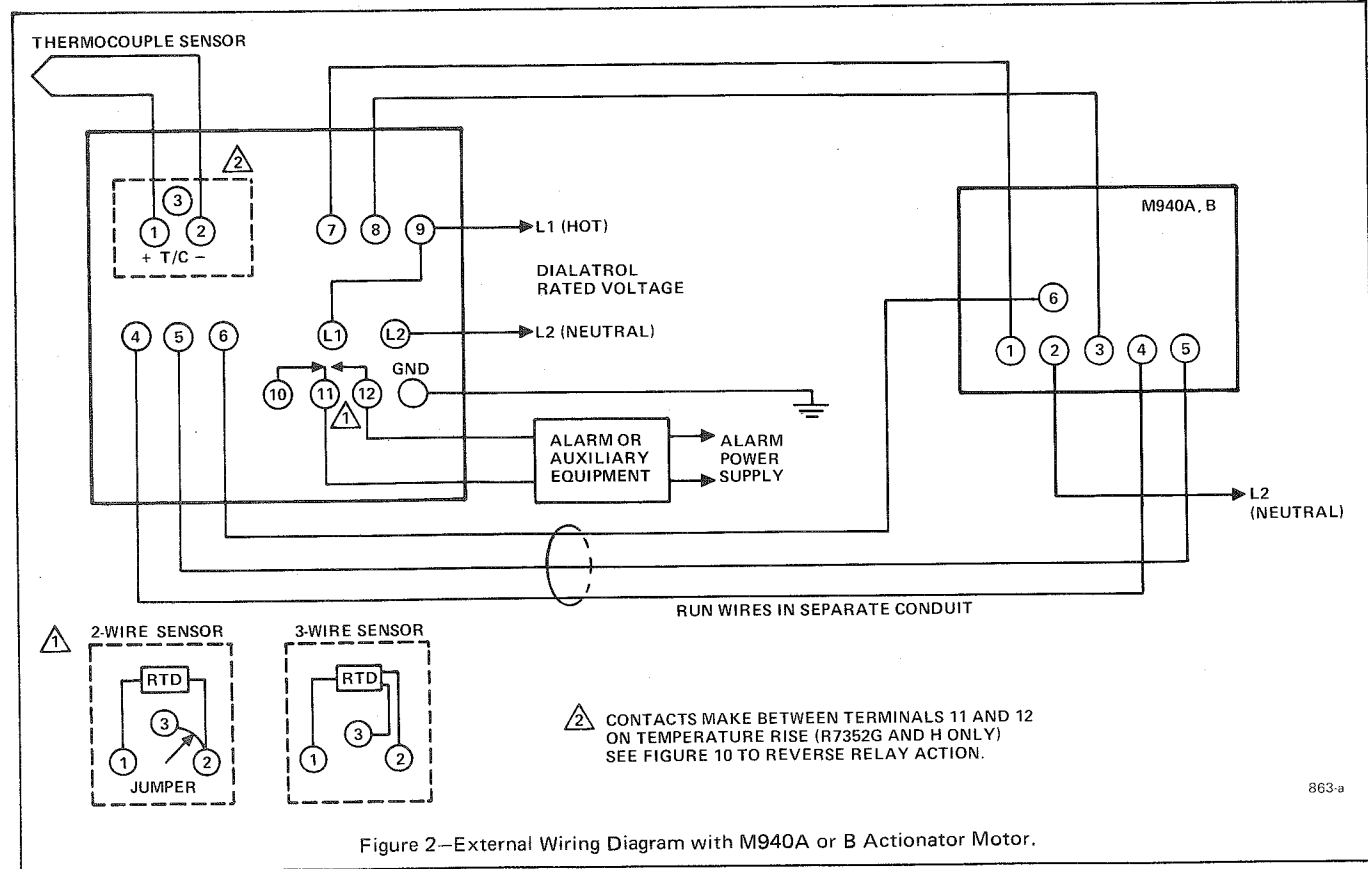 THERMOCOUPLE SENSOR
2
3
1
2
+ T/C −
7
8
9
L1 (HOT)
DIALATROL
RATED VOLTAGE
M940A, B
6
4
5
6
L1
L2
L2 (NEUTRAL)
1
2
3
4
5
GND
10
11
12
1
ALARM OR
AUXILIARY
EQUIPMENT
ALARM
POWER
SUPPLY
L2
(NEUTRAL)
RUN WIRES IN SEPARATE CONDUIT
1
2-WIRE SENSOR
RTD
3
1
2
JUMPER
3-WIRE SENSOR
RTD
3
1
2
2
CONTACTS MAKE BETWEEN TERMINALS 11 AND 12
ON TEMPERATURE RISE (R7352G AND H ONLY)
SEE FIGURE 10 TO REVERSE RELAY ACTION.
863-a
Figure 2—External Wiring Diagram with M940A or B Actionator Motor.